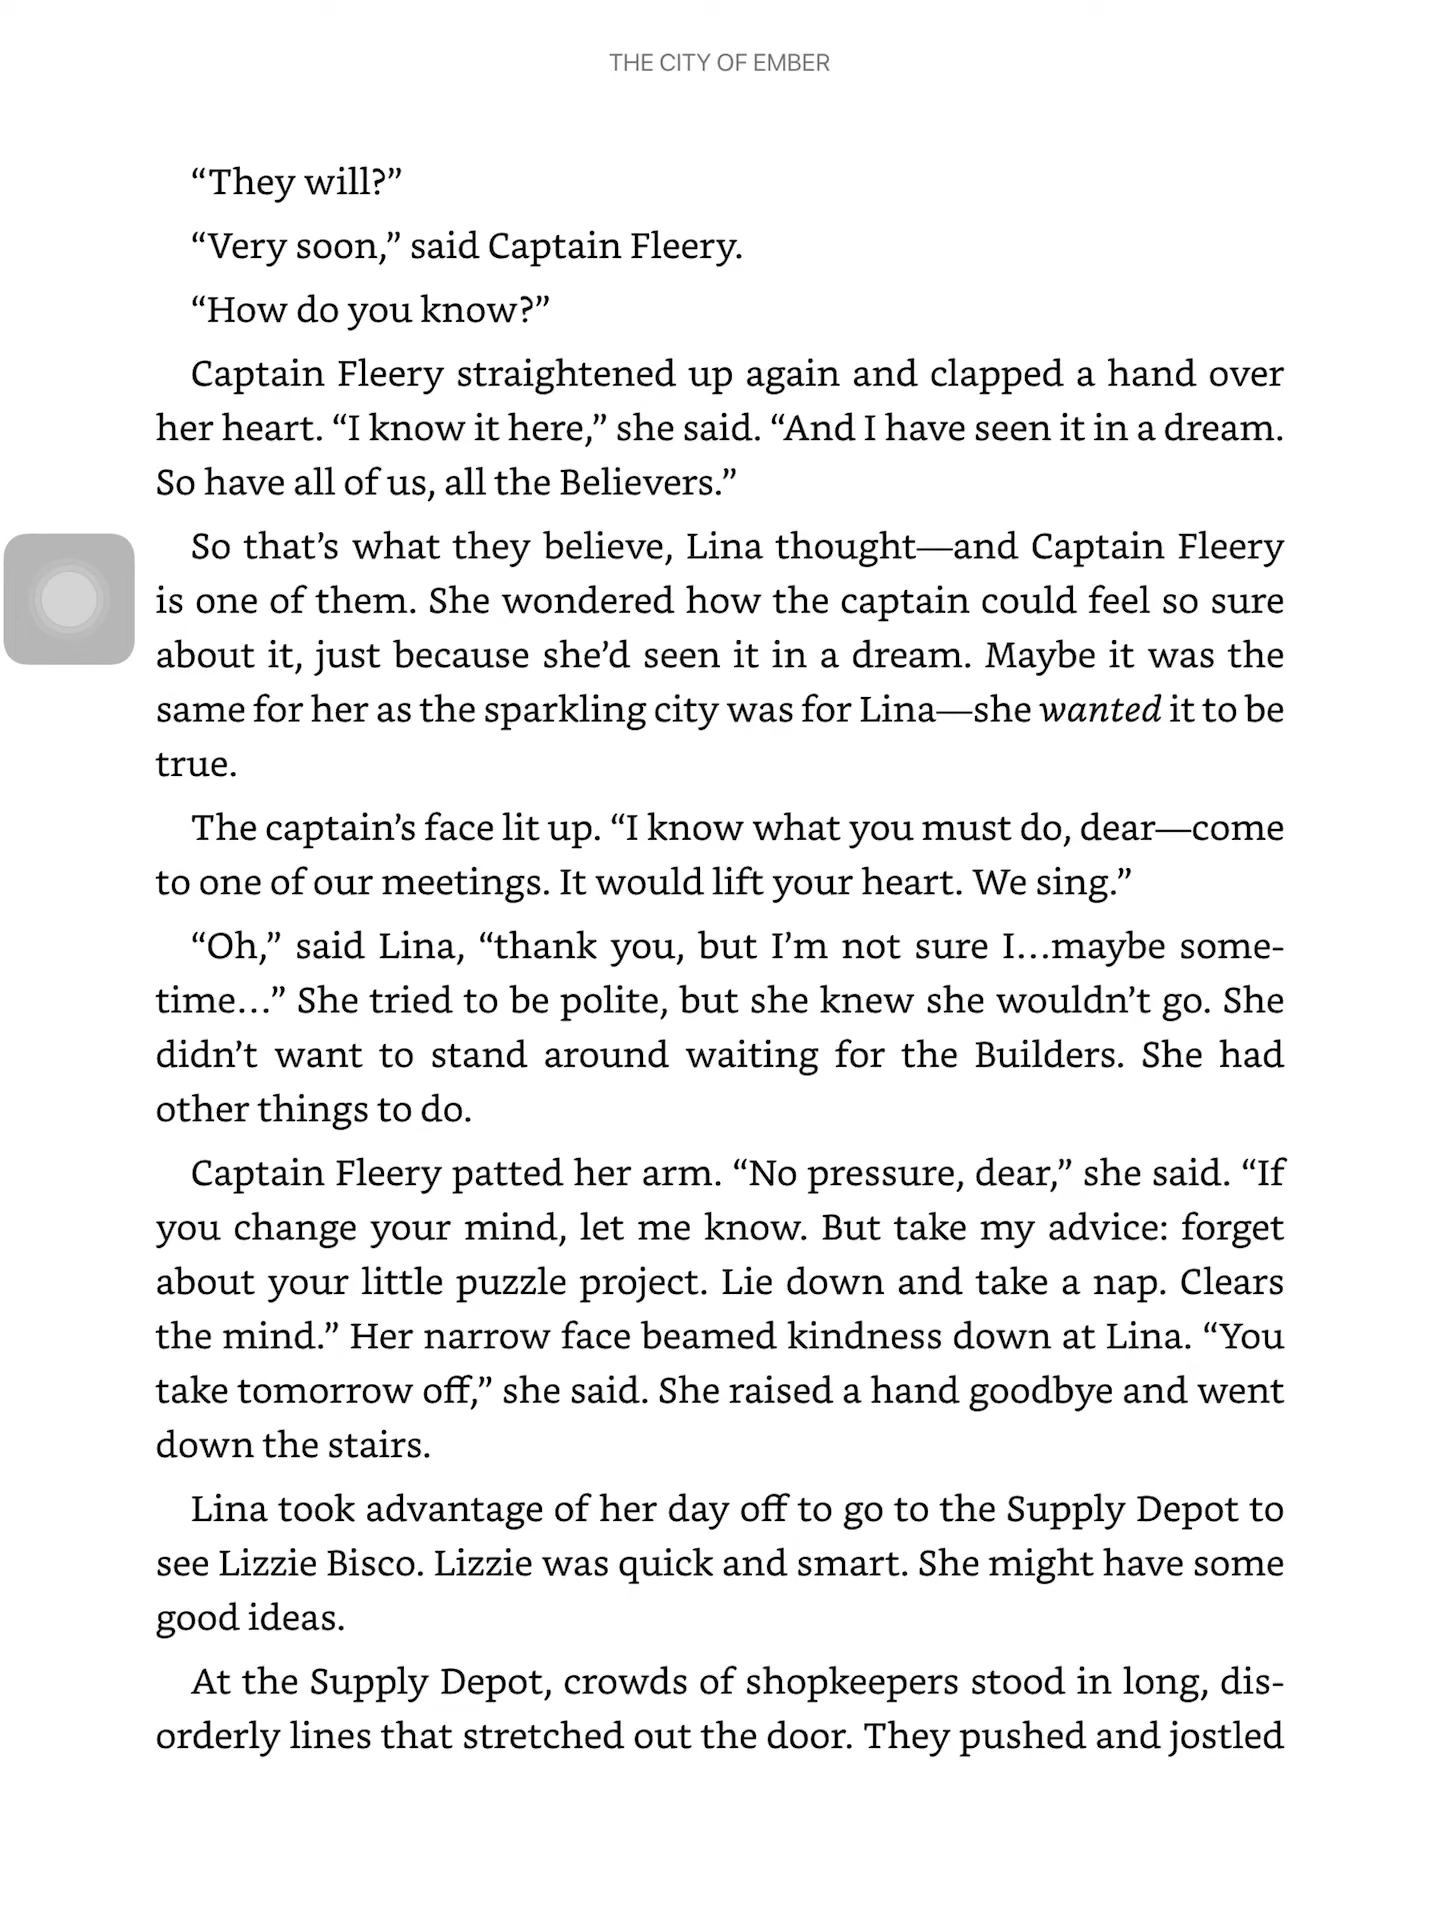 THE CITY OF EMBER
“They will?”
“Very soon,” said Captain Fleery.
“How do you know?”
Captain Fleery straightened up again and clapped a hand over
her heart. “I know it here,” she said. “And I have seen it in a dream.
So have all of us, all the Believers.”
So that’s what they believe, Lina thought—and Captain Fleery
is one of them. She wondered how the captain could feel so sure
about it, just because she’d seen it in a dream. Maybe it was the
same for her as the sparkling city was for Lina—she wanted it to be
true.
The captain’s face lit up. “I know what you must do, dear—come
to one of our meetings. It would lift your heart. We sing.”
“Oh,” said Lina, “thank you, but I’m not sure I…maybe some-
time…” She tried to be polite, but she knew she wouldn’t go. She
didn’t want to stand around waiting for the Builders. She had
other things to do.
Captain Fleery patted her arm. “No pressure, dear,” she said. “If
you change your mind, let me know. But take my advice: forget
about your little puzzle project. Lie down and take a nap. Clears
the mind.” Her narrow face beamed kindness down at Lina. “You
take tomorrow off,” she said. She raised a hand goodbye and went
down the stairs.
Lina took advantage of her day off to go to the Supply Depot to
see Lizzie Bisco. Lizzie was quick and smart. She might have some
good ideas.
At the Supply Depot, crowds of shopkeepers stood in long, dis-
orderly lines that stretched out the door. They pushed and jostled